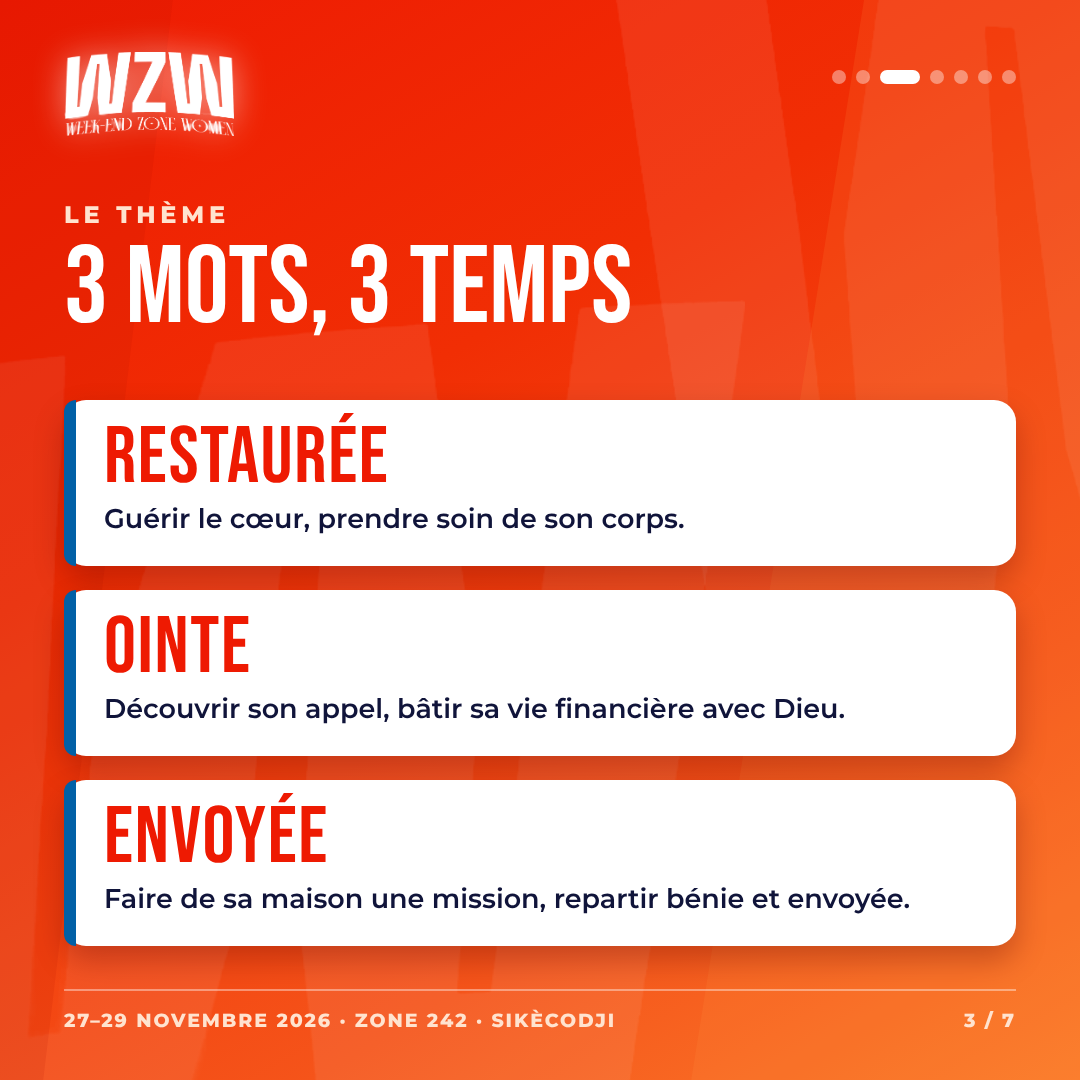 WZW
WEEK-END ZONE WOMEN
LE THÈME
3 MOTS, 3 TEMPS
RESTAURÉE
Guérir le cœur, prendre soin de son corps.
OINTE
Découvrir son appel, bâtir sa vie financière avec Dieu.
ENVOYÉE
Faire de sa maison une mission, repartir bénie et envoyée.
27–29 NOVEMBRE 2026 • ZONE 242 • SIKÈCODJI
3 / 7